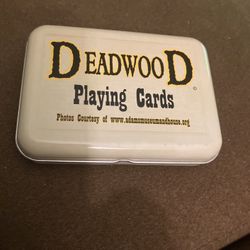 DEADWOOD
Playing Cards
Photos Courtesy of www.adamsmuseumandhouse.org